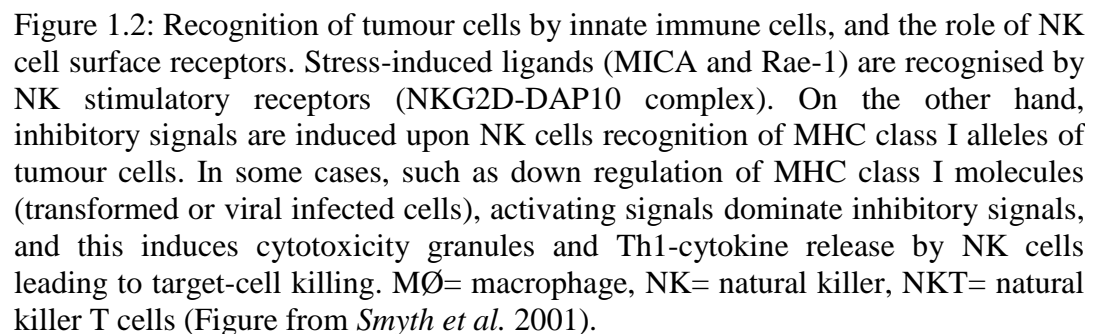 Figure 1.2: Recognition of tumour cells by innate immune cells, and the role of NK
cell surface receptors. Stress-induced ligands (MICA and Rae-1) are recognised by
NK stimulatory receptors (NKG2D-DAP10 complex). On the other hand,
inhibitory signals are induced upon NK cells recognition of MHC class I alleles of
tumour cells. In some cases, such as down regulation of MHC class I molecules
(transformed or viral infected cells), activating signals dominate inhibitory signals,
and this induces cytotoxicity granules and Th1-cytokine release by NK cells
leading to target-cell killing. MØ= macrophage, NK= natural killer, NKT= natural
killer T cells (Figure from Smyth et al. 2001).